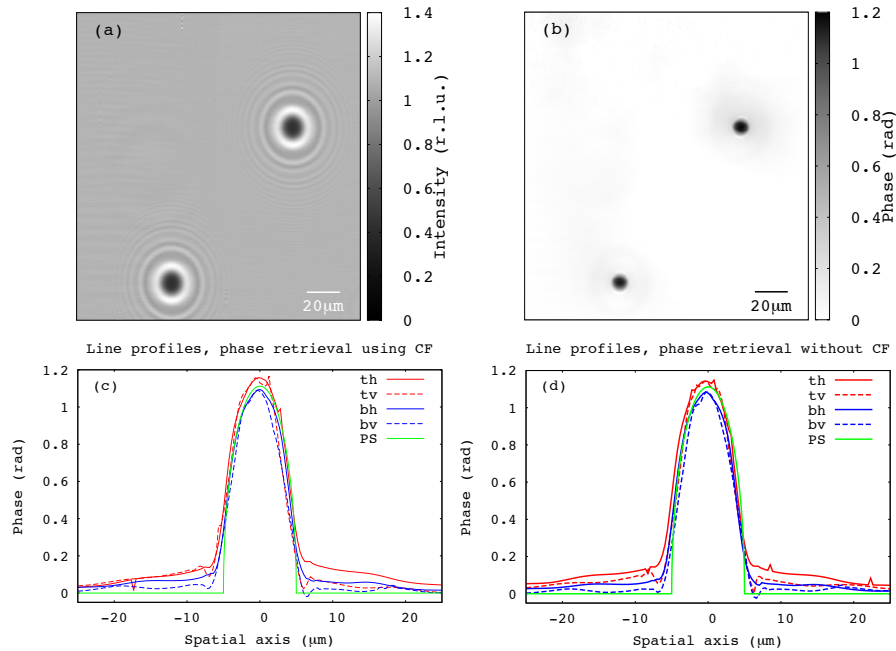 (a)
20μm
1.4
1.2
1
0.8
0.6
0.4
0.2
0
Intensity (r.l.u.)
(b)
20μm
1.2
1
0.8
0.6
0.4
0.2
0
Phase (rad)
Line profiles, phase retrieval using CF
(c)
th
tv
bh
bv
PS
1.2
1
0.8
0.6
0.4
0.2
0
Phase (rad)
−20
−10
0
10
20
Spatial axis (μm)
Line profiles, phase retrieval without CF
(d)
th
tv
bh
bv
PS
1.2
1
0.8
0.6
0.4
0.2
0
Phase (rad)
−20
−10
0
10
20
Spatial axis (μm)